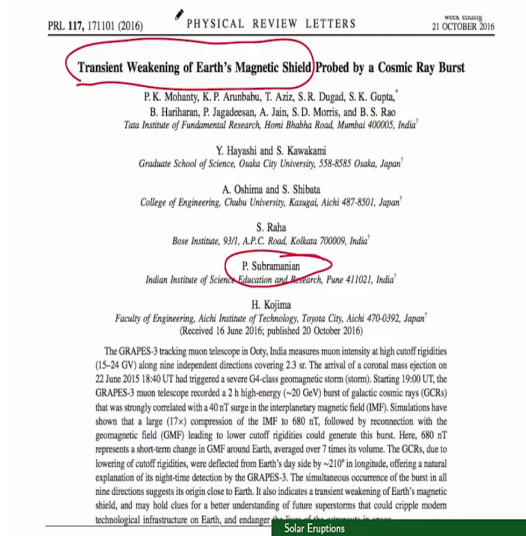 PRL 117, 171101 (2016)
PHYSICAL REVIEW LETTERS
week ending
21 OCTOBER 2016
Transient Weakening of Earth's Magnetic Shield Probed by a Cosmic Ray Burst
P. K. Mohanty, K. P. Arunbabu, T. Aziz, S. R. Dugad, S. K. Gupta,*
B. Hariharan, P. Jagadeesan, A. Jain, S. D. Morris, and B. S. Rao
Tata Institute of Fundamental Research, Homi Bhabha Road, Mumbai 400005, India†
Y. Hayashi and S. Kawakami
Graduate School of Science, Osaka City University, 558-8585 Osaka, Japan†
A. Oshima and S. Shibata
College of Engineering, Chubu University, Kasugai, Aichi 487-8501, Japan†
S. Raha
Bose Institute, 93/1, A.P.C. Road, Kolkata 700009, India†
P. Subramanian
Indian Institute of Science Education and Research, Pune 411021, India†
H. Kojima
Faculty of Engineering, Aichi Institute of Technology, Toyota City, Aichi 470-0392, Japan†
(Received 16 June 2016; published 20 October 2016)
The GRAPES-3 tracking muon telescope in Ooty, India measures muon intensity at high cutoff rigidities
(15–24 GV) along nine independent directions covering 2.3 sr. The arrival of a coronal mass ejection on
22 June 2015 18:40 UT had triggered a severe G4-class geomagnetic storm (storm). Starting 19:00 UT, the
GRAPES-3 muon telescope recorded a 2 h high-energy (~20 GeV) burst of galactic cosmic rays (GCRs)
that was strongly correlated with a 40 nT surge in the interplanetary magnetic field (IMF). Simulations have
shown that a large (17×) compression of the IMF to 680 nT, followed by reconnection with the
geomagnetic field (GMF) leading to lower cutoff rigidities could generate this burst. Here, 680 nT
represents a short-term change in GMF around Earth, averaged over 7 times its volume. The GCRs, due to
lowering of cutoff rigidities, were deflected from Earth's day side by ~210° in longitude, offering a natural
explanation of its night-time detection by the GRAPES-3. The simultaneous occurrence of the burst in all
nine directions suggests its origin close to Earth. It also indicates a transient weakening of Earth's magnetic
shield, and may hold clues for a better understanding of future superstorms that could cripple modern
technological infrastructure on Earth, and endanger
Solar Eruptions